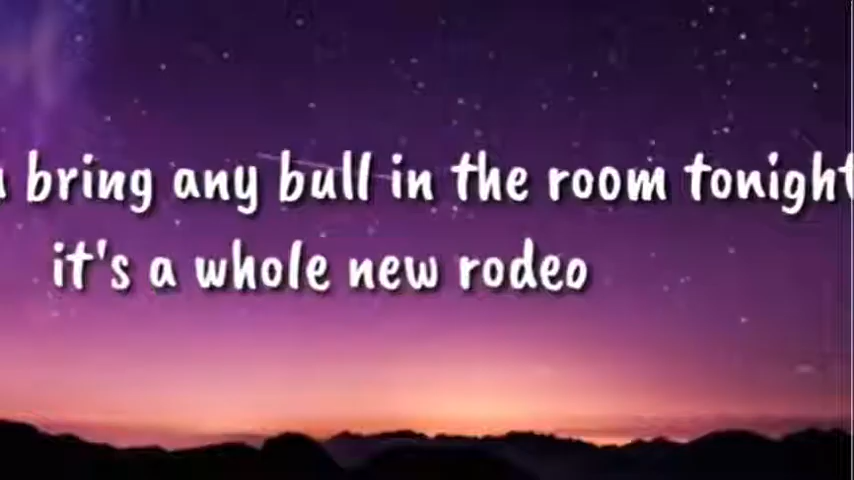 bring any bull in the room tonight
it's a whole new rodeo